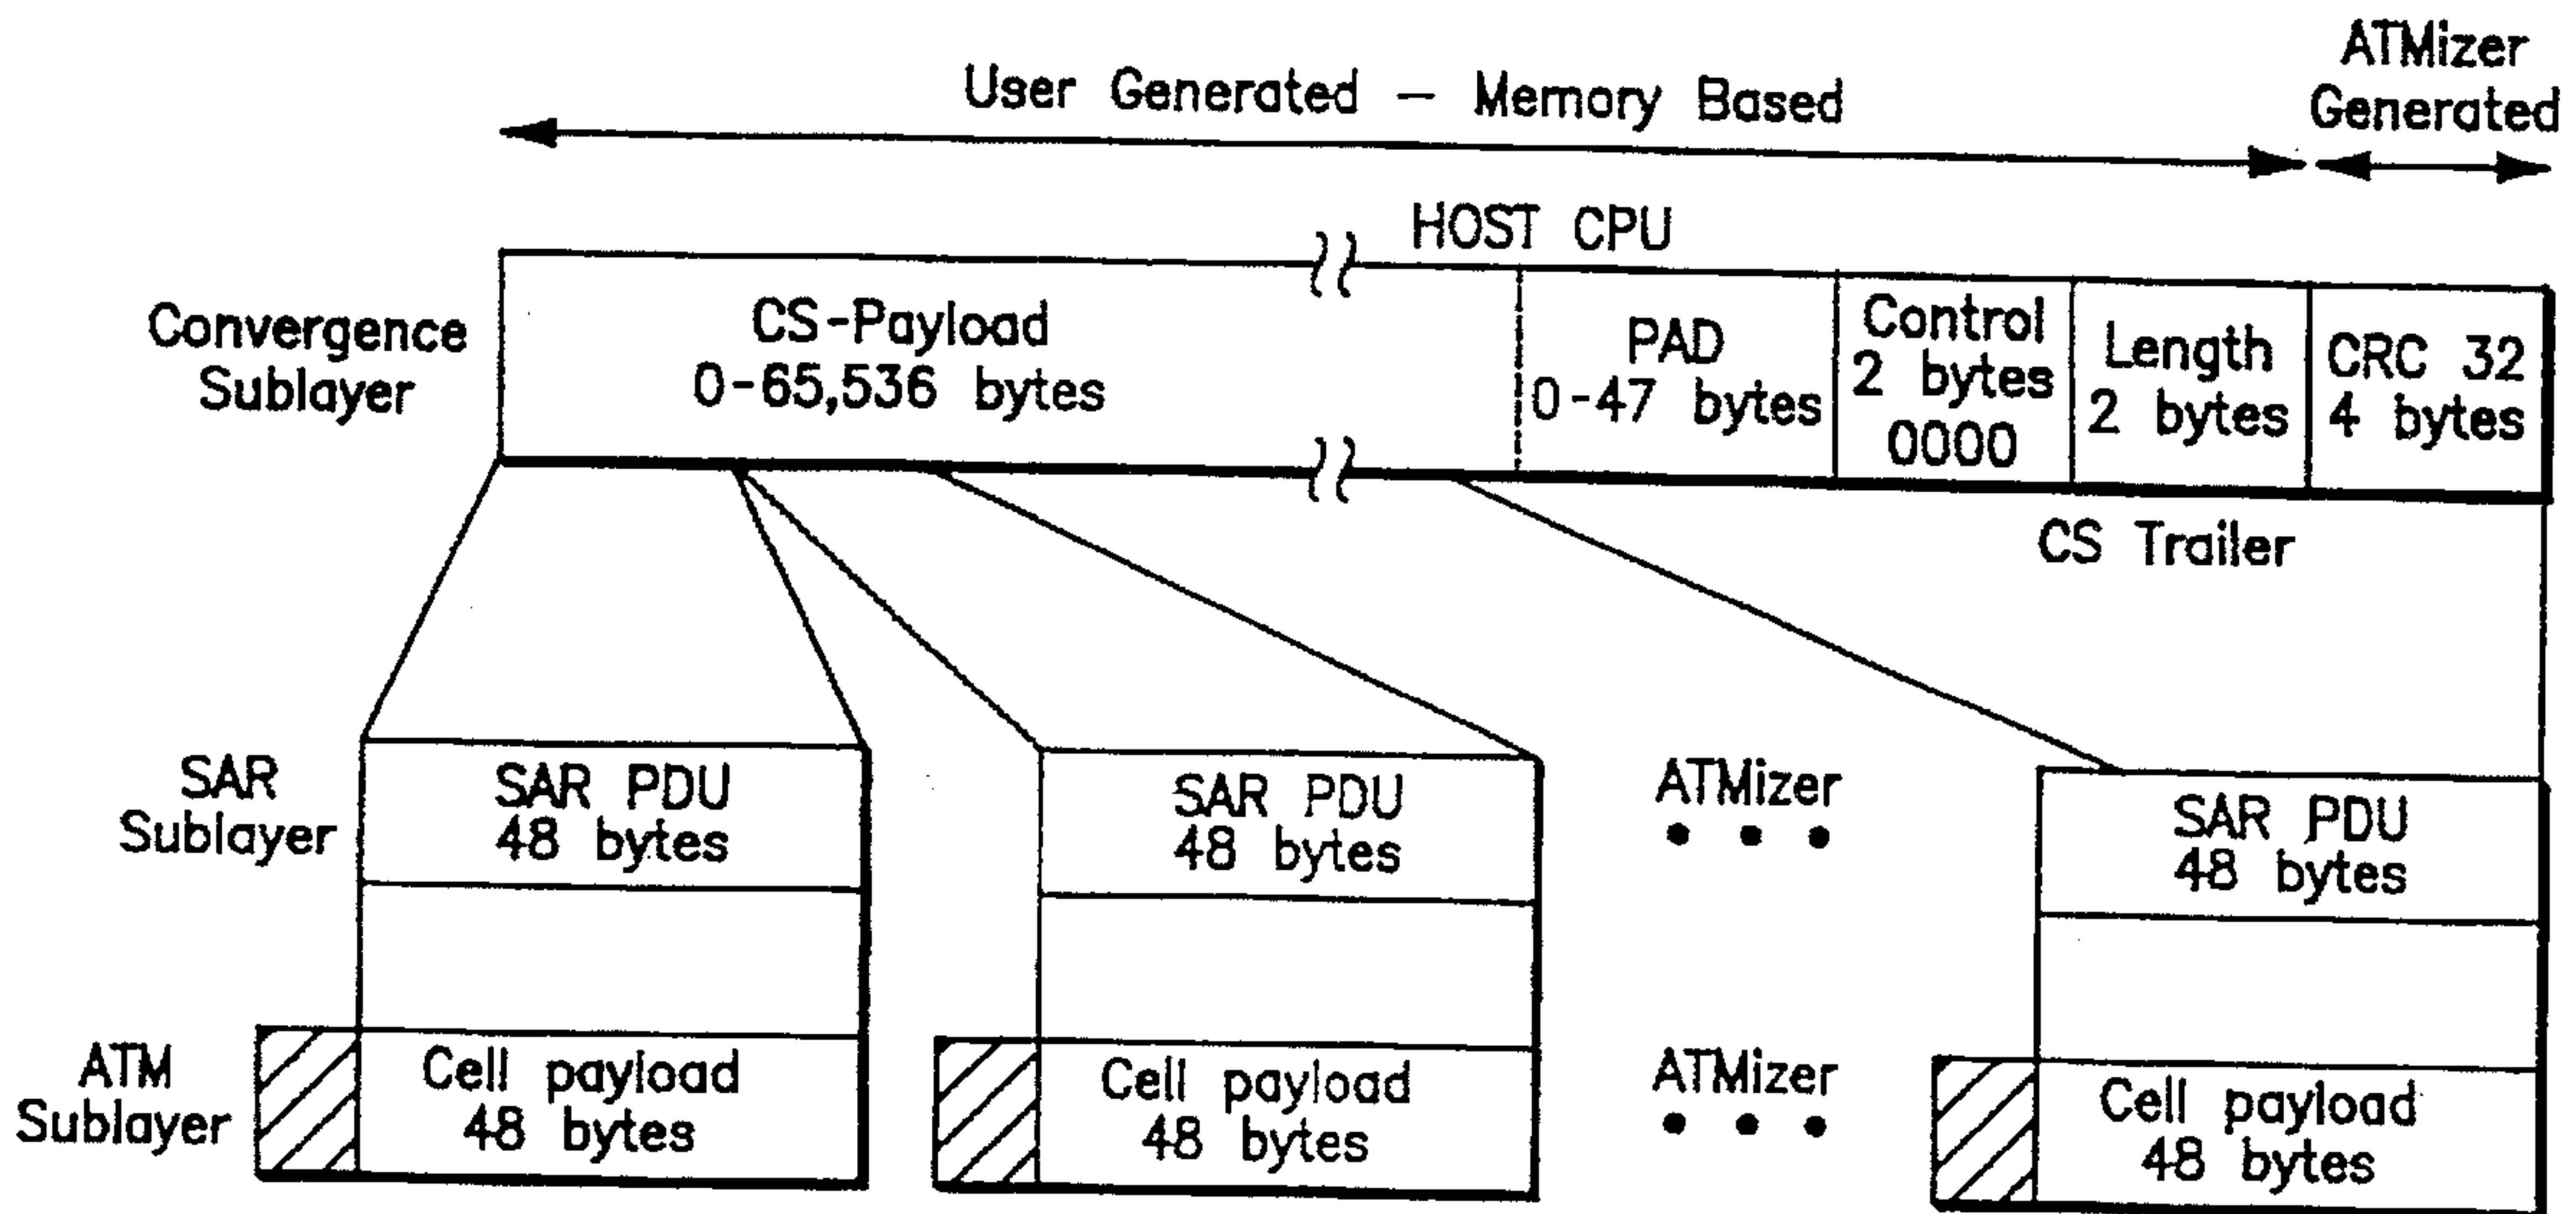 ATMizer
Generated
User Generated - Memory Based
HOST CPU
Convergence
Sublayer
CS-Payload
0-65,536 bytes
PAD
0-47 bytes
Control
2 bytes
0000
Length
2 bytes
CRC 32
4 bytes
CS Trailer
SAR
Sublayer
SAR PDU
48 bytes
SAR PDU
48 bytes
ATMizer
• • •
SAR PDU
48 bytes
ATM
Sublayer
Cell payload
48 bytes
Cell payload
48 bytes
ATMizer
• • •
Cell payload
48 bytes